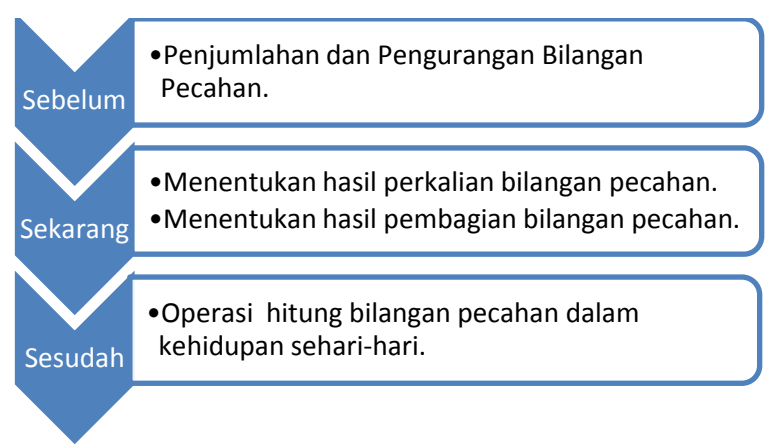 Sebelum
•Penjumlahan dan Pengurangan Bilangan
Pecahan.
Sekarang
•Menentukan hasil perkalian bilangan pecahan.
•Menentukan hasil pembagian bilangan pecahan.
Sesudah
•Operasi hitung bilangan pecahan dalam
kehidupan sehari-hari.